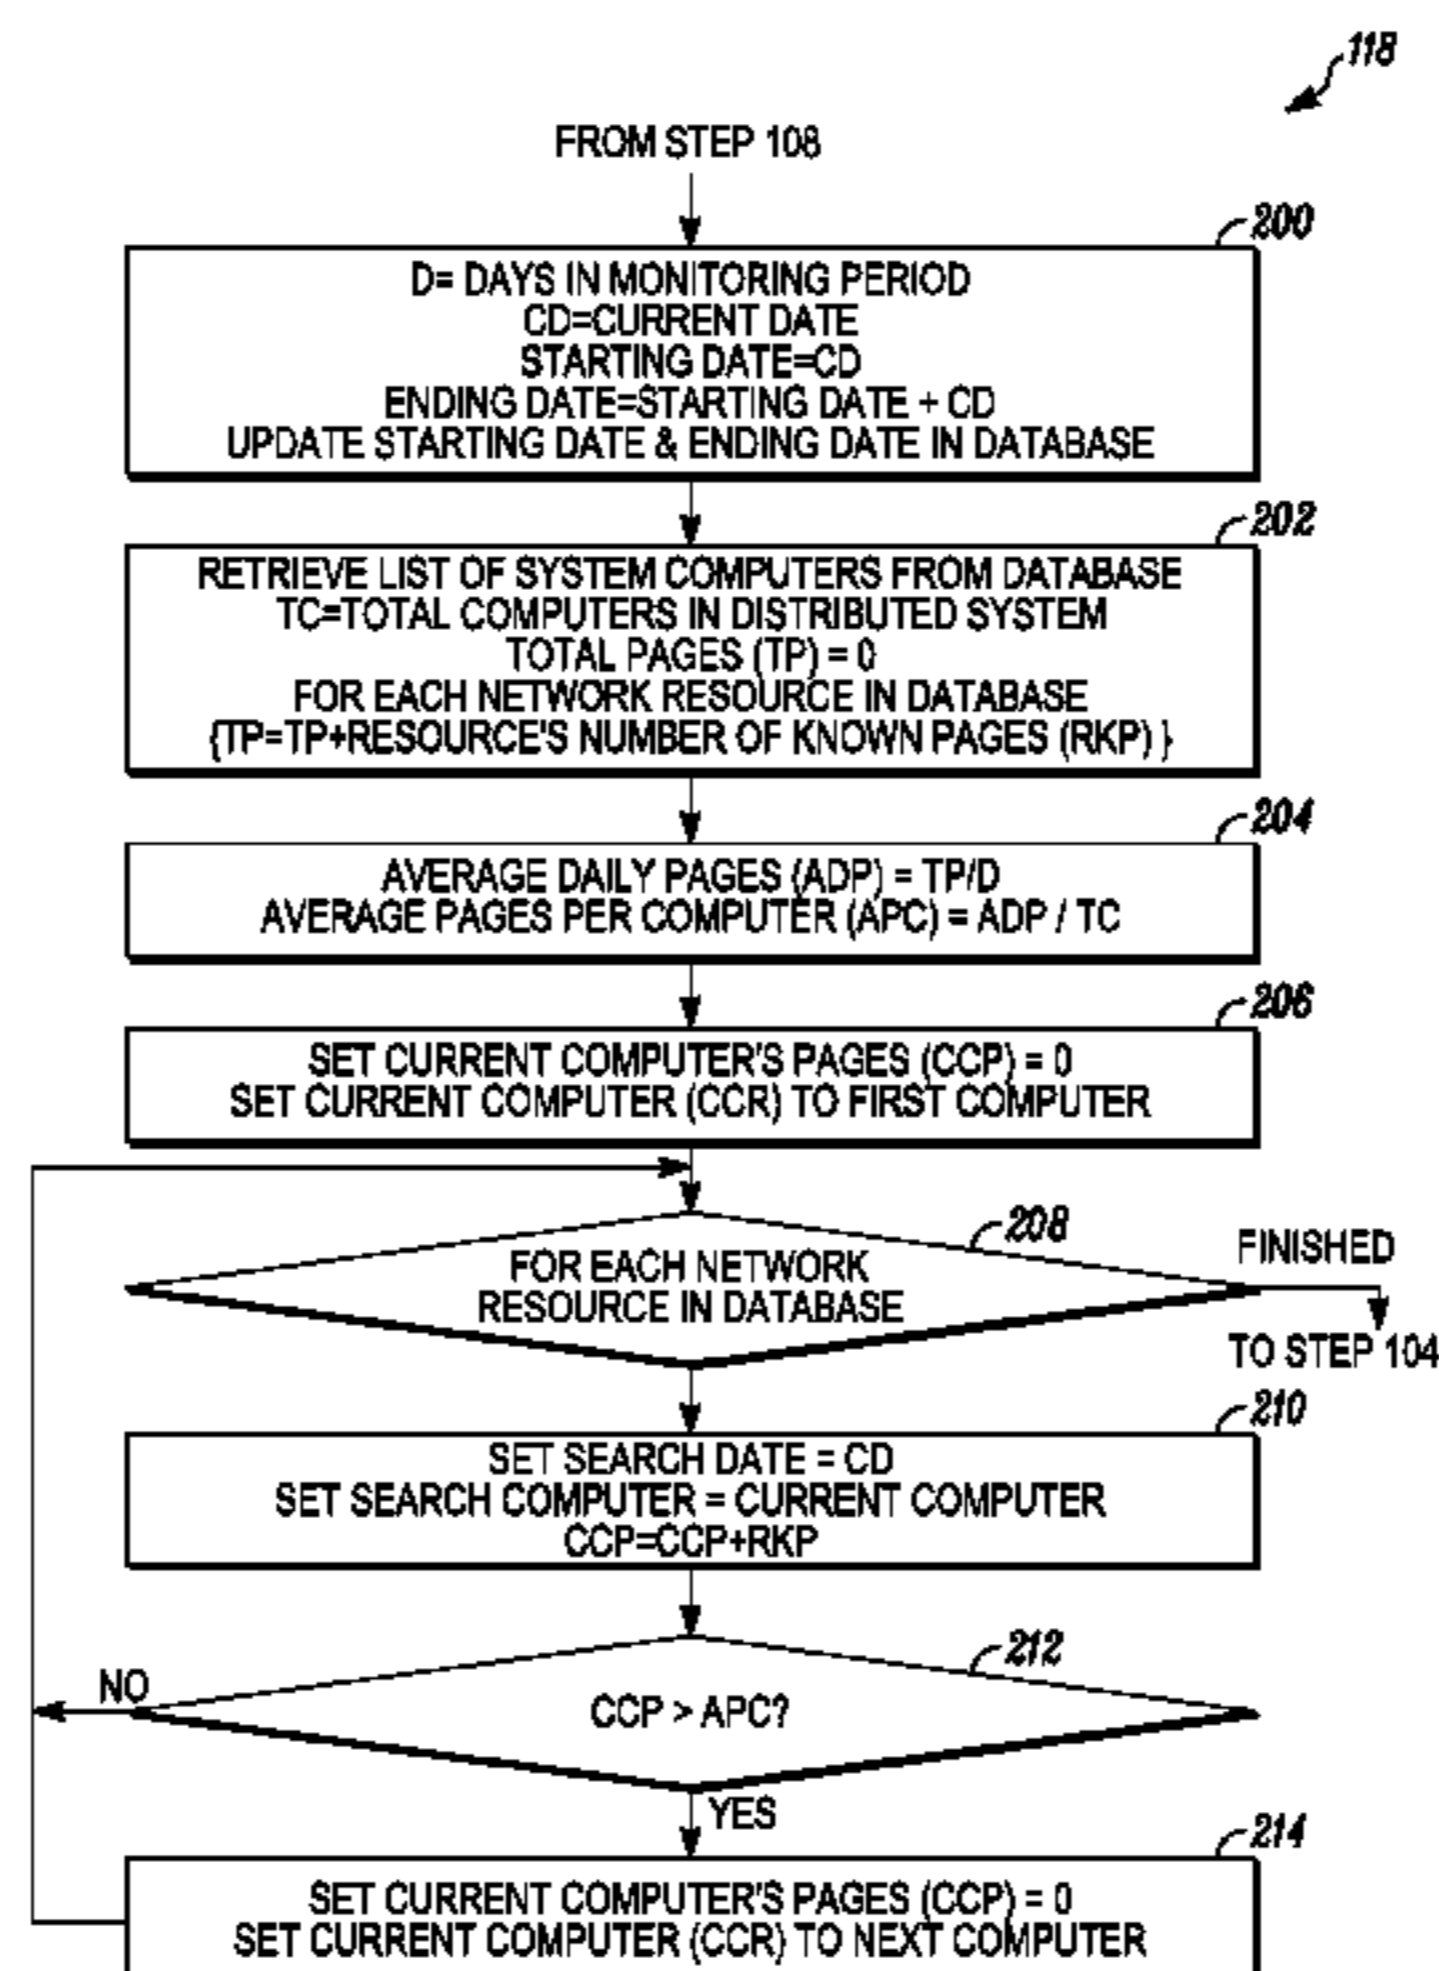 118
FROM STEP 108
200
D= DAYS IN MONITORING PERIOD
CD=CURRENT DATE
STARTING DATE=CD
ENDING DATE=STARTING DATE + CD
UPDATE STARTING DATE & ENDING DATE IN DATABASE
202
RETRIEVE LIST OF SYSTEM COMPUTERS FROM DATABASE
TC=TOTAL COMPUTERS IN DISTRIBUTED SYSTEM
TOTAL PAGES (TP) = 0
FOR EACH NETWORK RESOURCE IN DATABASE
{TP=TP+RESOURCE'S NUMBER OF KNOWN PAGES (RKP) }
204
AVERAGE DAILY PAGES (ADP) = TP/D
AVERAGE PAGES PER COMPUTER (APC) = ADP / TC
206
SET CURRENT COMPUTER'S PAGES (CCP) = 0
SET CURRENT COMPUTER (CCR) TO FIRST COMPUTER
208
FOR EACH NETWORK
RESOURCE IN DATABASE
FINISHED
TO STEP 104
210
SET SEARCH DATE = CD
SET SEARCH COMPUTER = CURRENT COMPUTER
CCP=CCP+RKP
212
NO
CCP > APC?
YES
214
SET CURRENT COMPUTER'S PAGES (CCP) = 0
SET CURRENT COMPUTER (CCR) TO NEXT COMPUTER